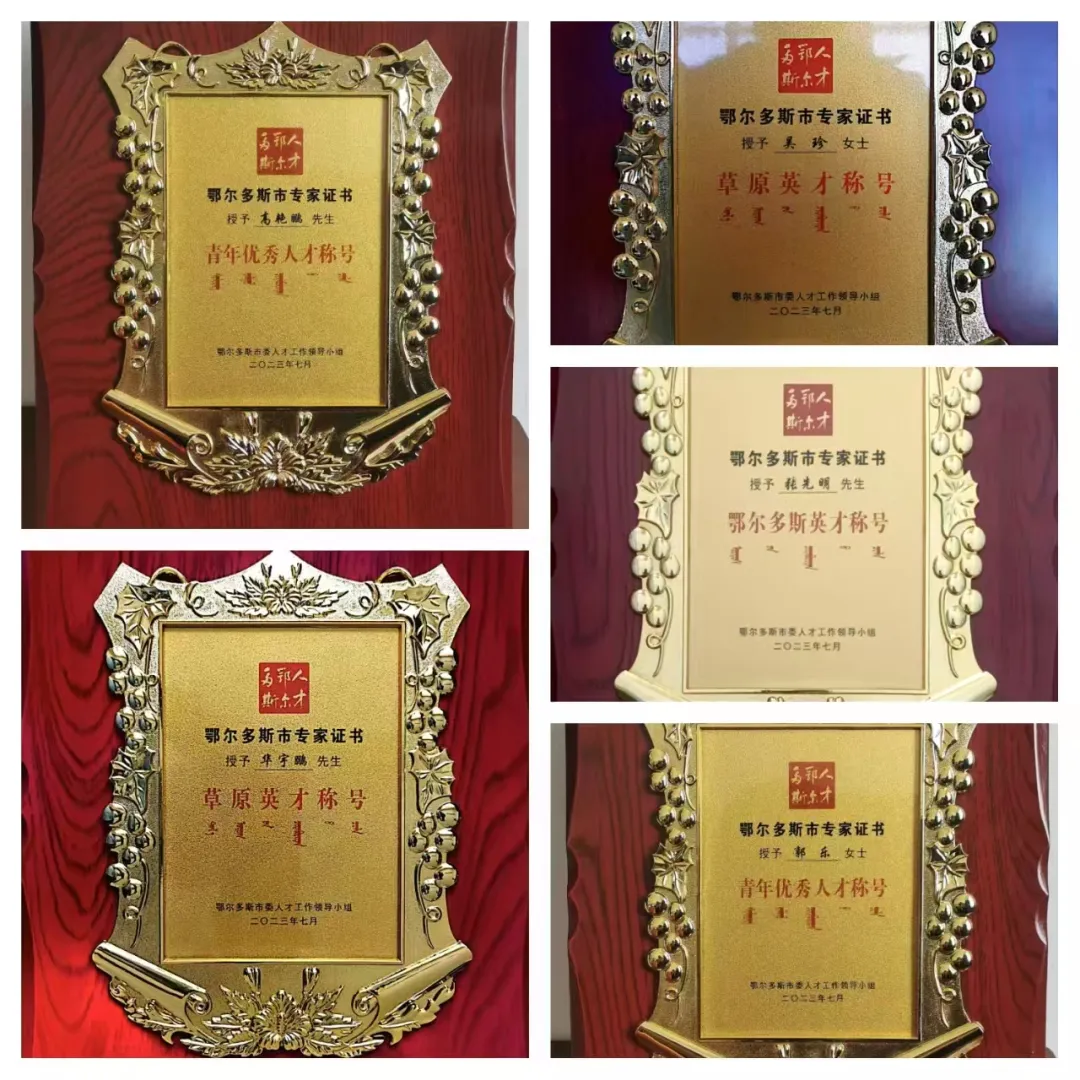 人才
鄂尔
多斯
鄂尔多斯市专家证书
授予 高艳鹏 先生
青年优秀人才称号
鄂尔多斯市委人才工作领导小组
二〇二三年七月
人才
鄂尔
多斯
鄂尔多斯市专家证书
授予 吴珍 女士
草原英才称号
鄂尔多斯市委人才工作领导小组
二〇二三年七月
人才
鄂尔
多斯
鄂尔多斯市专家证书
授予 张先明 先生
鄂尔多斯英才称号
鄂尔多斯市委人才工作领导小组
二〇二三年七月
人才
鄂尔
多斯
鄂尔多斯市专家证书
授予 华宇鹏 先生
草原英才称号
鄂尔多斯市委人才工作领导小组
二〇二三年七月
人才
鄂尔
多斯
鄂尔多斯市专家证书
授予 郭乐 女士
青年优秀人才称号
鄂尔多斯市委人才工作领导小组
二〇二三年七月